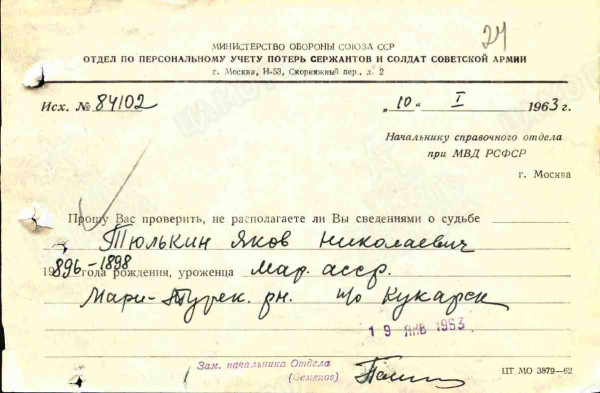 24
МИНИСТЕРСТВО ОБОРОНЫ СОЮЗА ССР
ОТДЕЛ ПО ПЕРСОНАЛЬНОМУ УЧЕТУ ПОТЕРЬ СЕРЖАНТОВ И СОЛДАТ СОВЕТСКОЙ АРМИИ
г. Москва, И-53, Скорняжный пер., д. 2
Исх. № 84102 „10“ I 1963 г.
Начальнику справочного отдела
при МВД РСФСР
г. Москва
Прошу Вас проверить, не располагаете ли Вы сведениями о судьбе
Тюлькин Яков Николаевич
1896-1898 года рождения, уроженца Мар. асср.
Мари-Турек. рн. п/о Кукарск
19 ЯНВ 1963
Зам. начальника Отдела
(Семенов)
ЦТ МО 3879—62